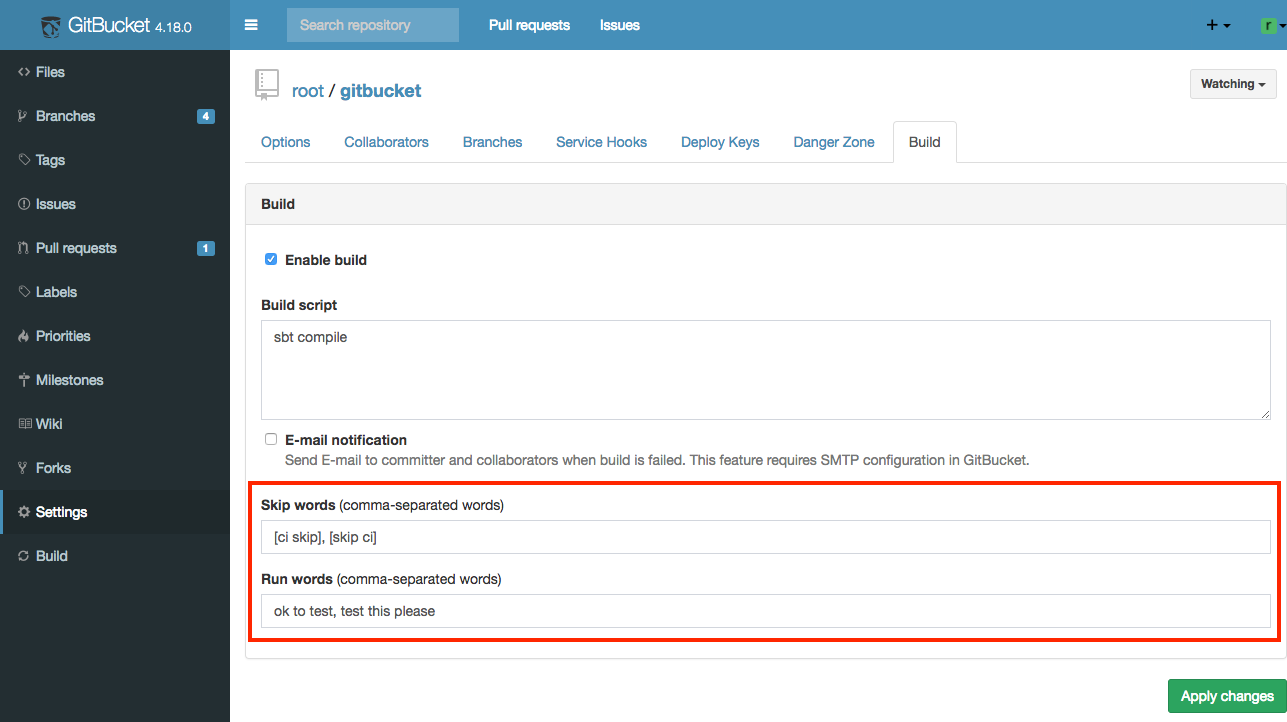 GitBucket 4.18.0
Search repository
Pull requests
Issues
+
r
Files
Branches 4
Tags
Issues
Pull requests 1
Labels
Priorities
Milestones
Wiki
Forks
Settings
Build
root / gitbucket
Watching
Options
Collaborators
Branches
Service Hooks
Deploy Keys
Danger Zone
Build
Build
Enable build
Build script
sbt compile
E-mail notification
Send E-mail to committer and collaborators when build is failed. This feature requires SMTP configuration in GitBucket.
Skip words (comma-separated words)
[ci skip], [skip ci]
Run words (comma-separated words)
ok to test, test this please
Apply changes